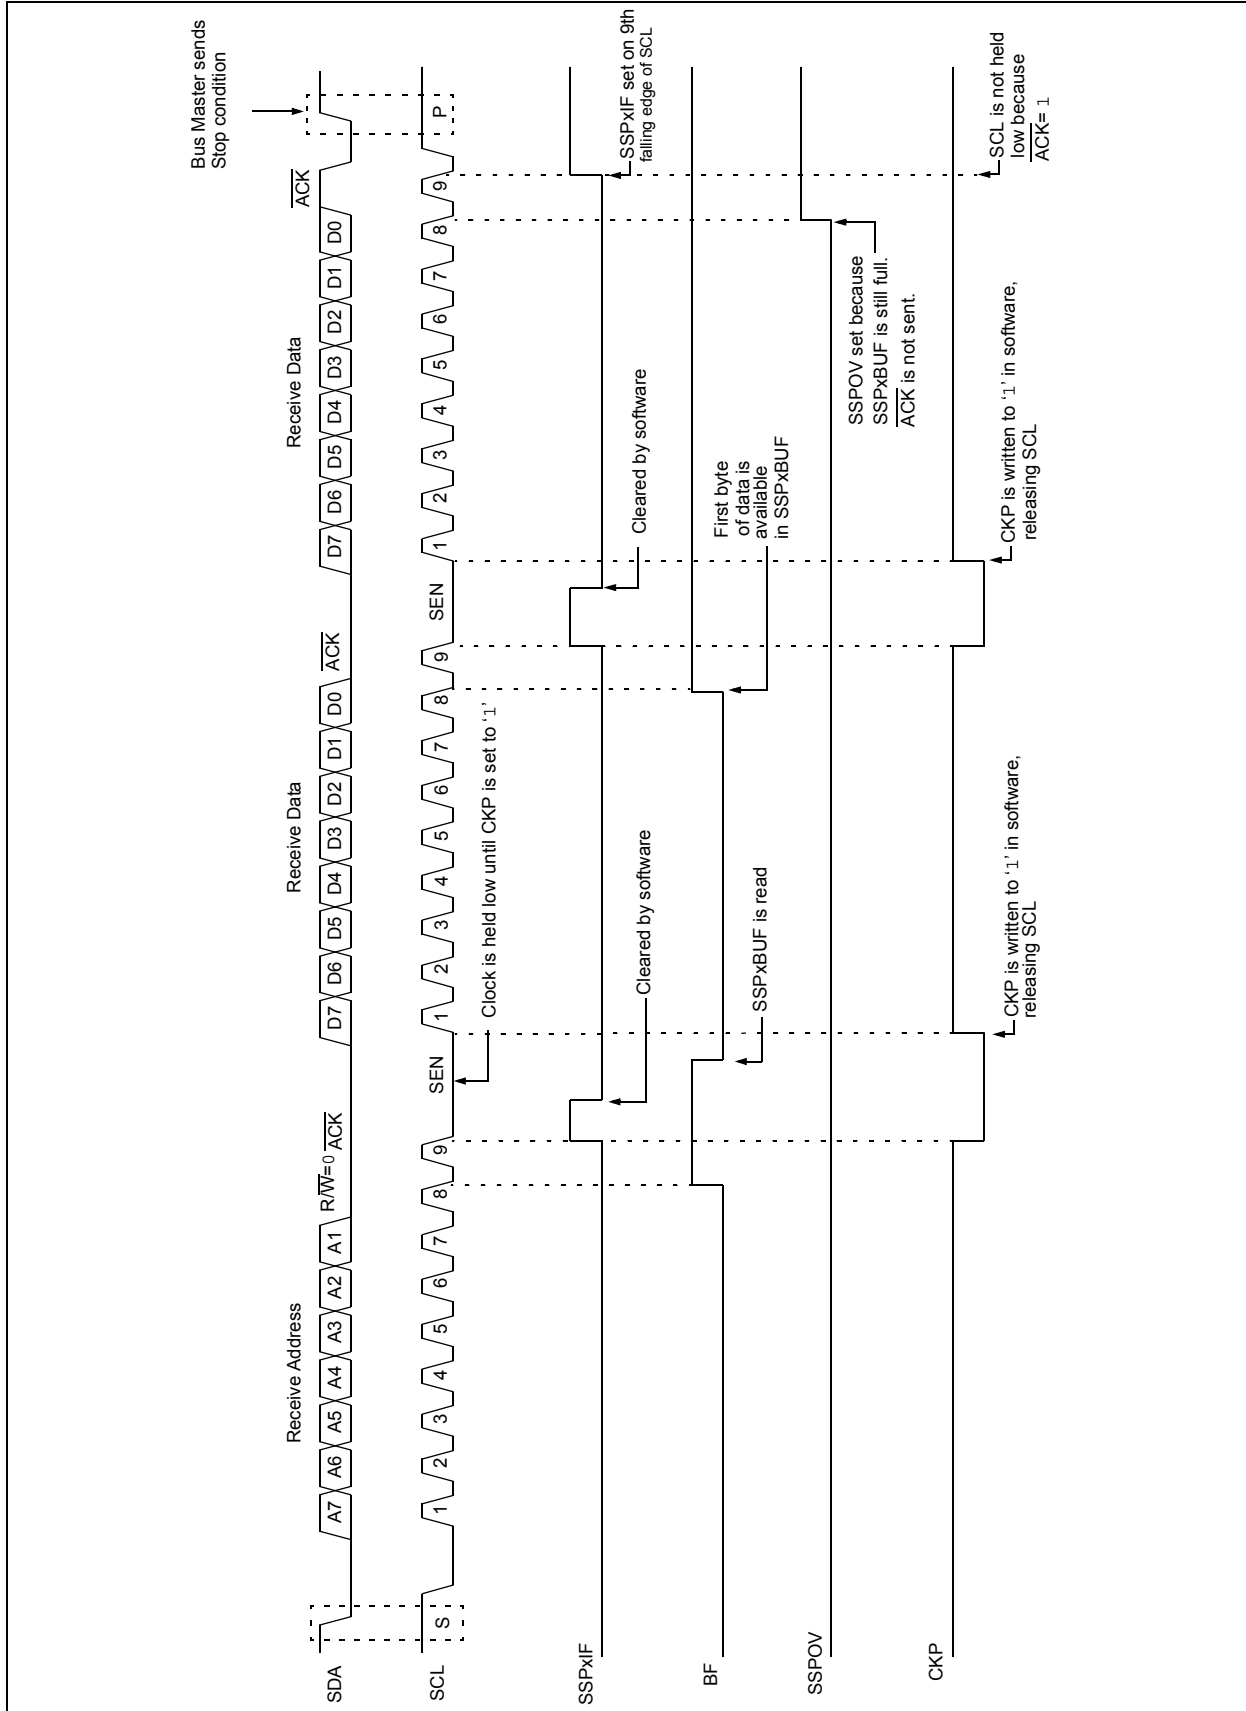 Bus Master sends
Stop condition
Receive Address
Receive Data
Receive Data
R/W=0
ACK
ACK
ACK
SDA
A7 A6 A5 A4 A3 A2 A1
D7 D6 D5 D4 D3 D2 D1 D0
D7 D6 D5 D4 D3 D2 D1 D0
SCL
S
1 2 3 4 5 6 7 8 9
SEN
1 2 3 4 5 6 7 8 9
SEN
1 2 3 4 5 6 7 8 9
P
Clock is held low until CKP is set to ‘1’
SSPxIF
Cleared by software
Cleared by software
SSPxIF set on 9th
falling edge of SCL
BF
SSPxBUF is read
First byte
of data is
available
in SSPxBUF
SSPOV
SSPOV set because
SSPxBUF is still full.
ACK is not sent.
CKP
CKP is written to ‘1’ in software,
releasing SCL
CKP is written to ‘1’ in software,
releasing SCL
SCL is not held
low because
ACK= 1